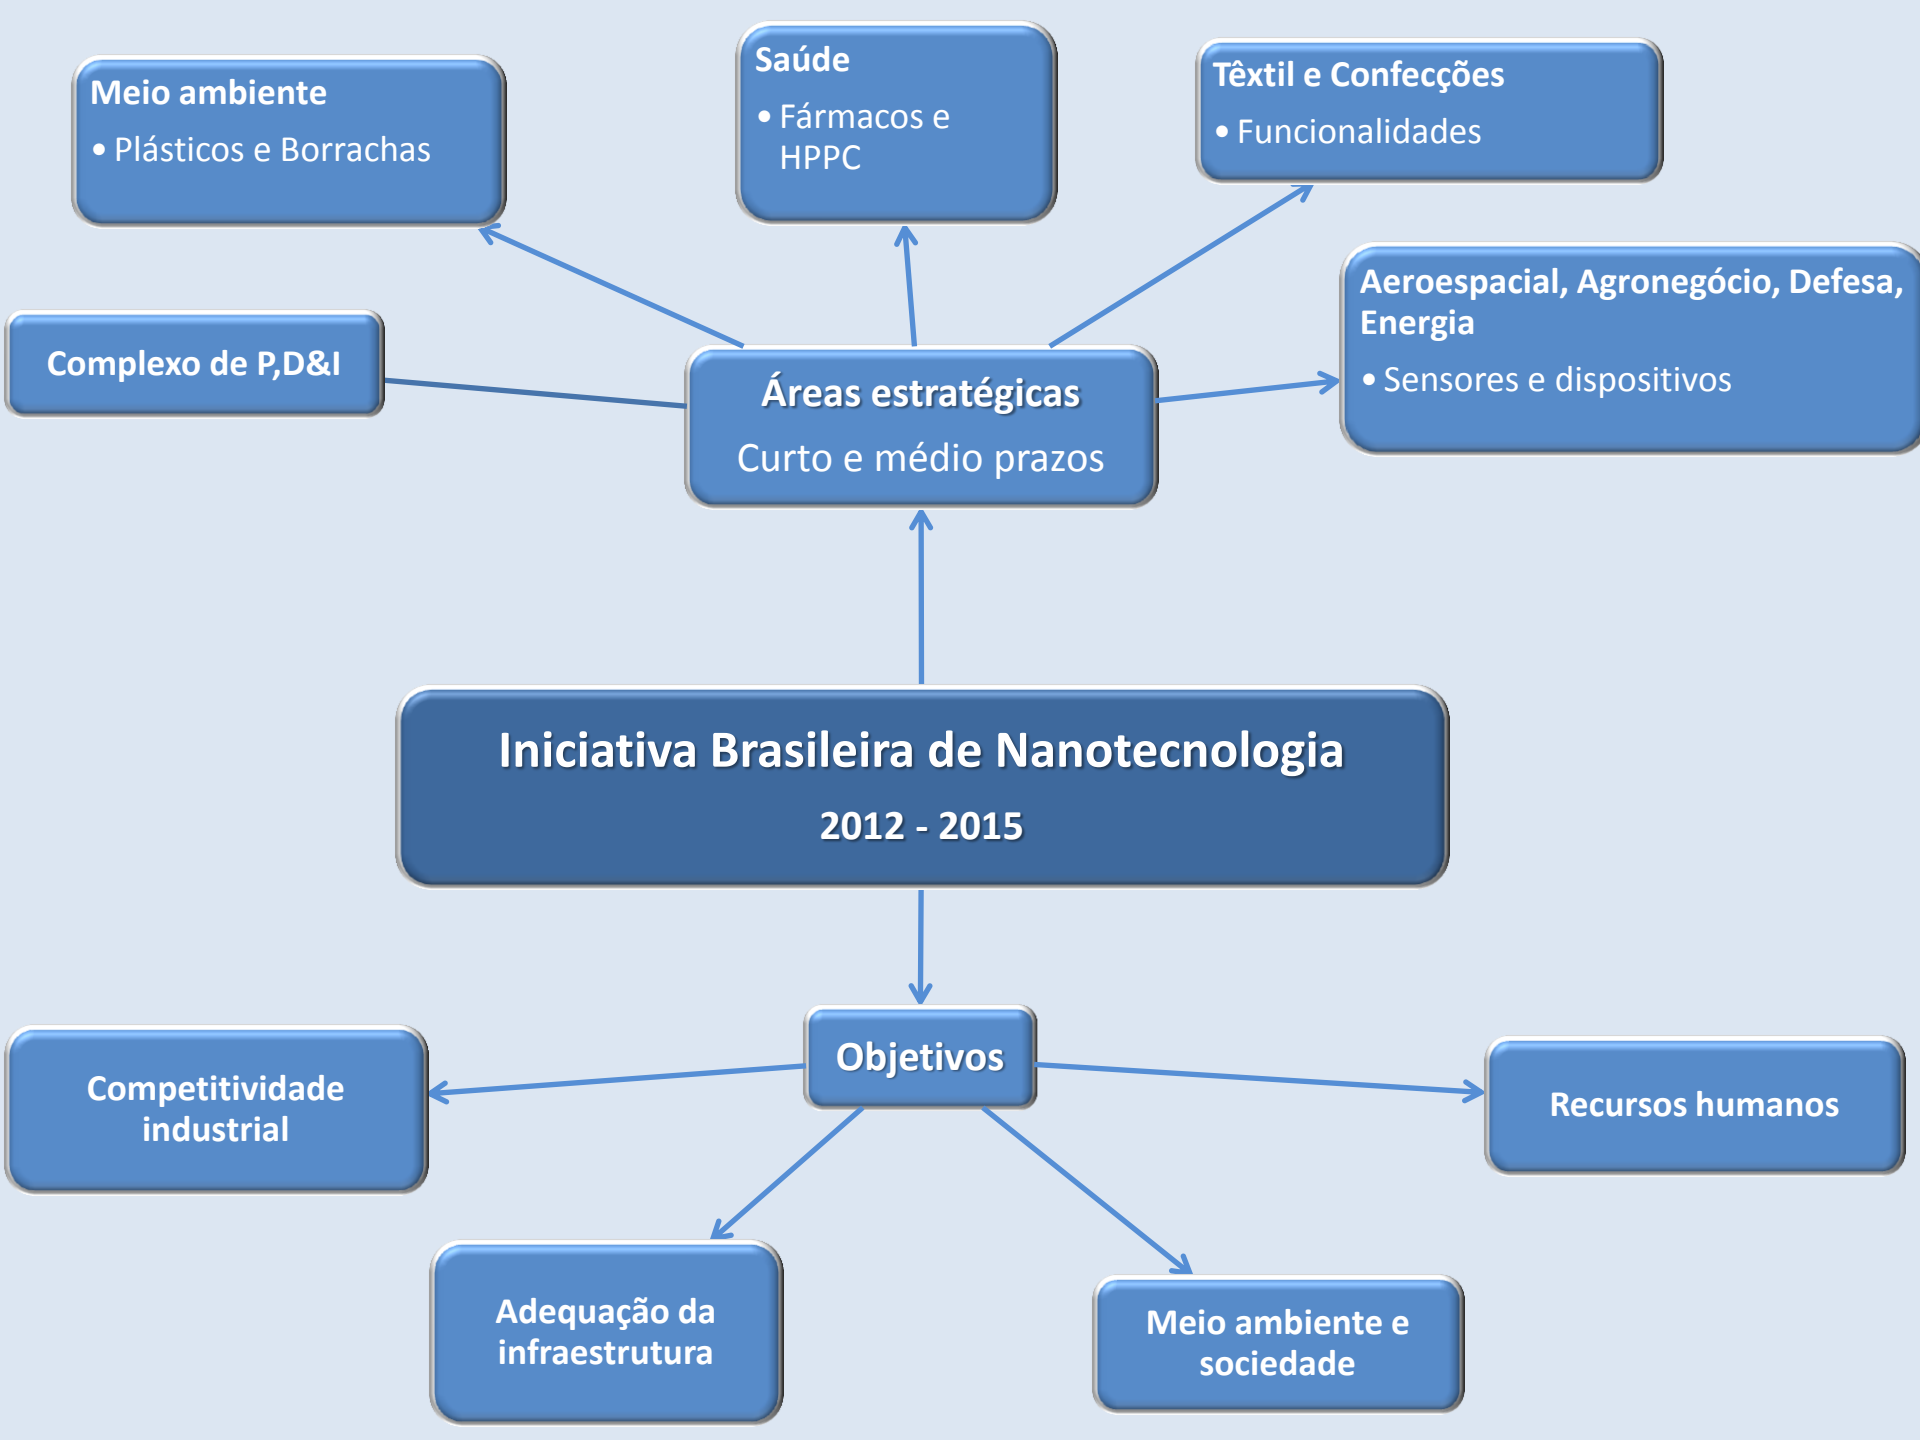 Meio ambiente
• Plásticos e Borrachas
Saúde
• Fármacos e
HPPC
Têxtil e Confecções
• Funcionalidades
Aeroespacial, Agronegócio, Defesa,
Energia
• Sensores e dispositivos
Complexo de P,D&I
Áreas estratégicas
Curto e médio prazos
Iniciativa Brasileira de Nanotecnologia
2012 - 2015
Objetivos
Competitividade
industrial
Adequação da
infraestrutura
Meio ambiente e
sociedade
Recursos humanos